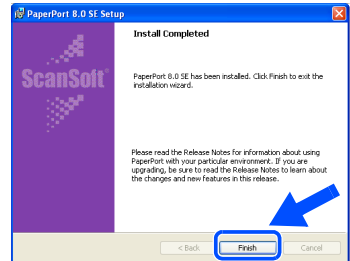 PaperPort 8.0 SE Setup
Install Completed
ScanSoft®
PaperPort 8.0 SE has been installed. Click Finish to exit the
installation wizard.
Please read the Release Notes for information about using
PaperPort with your particular environment. If you are
upgrading, be sure to read the Release Notes to learn about
the changes and new features in this release.
< Back Finish Cancel